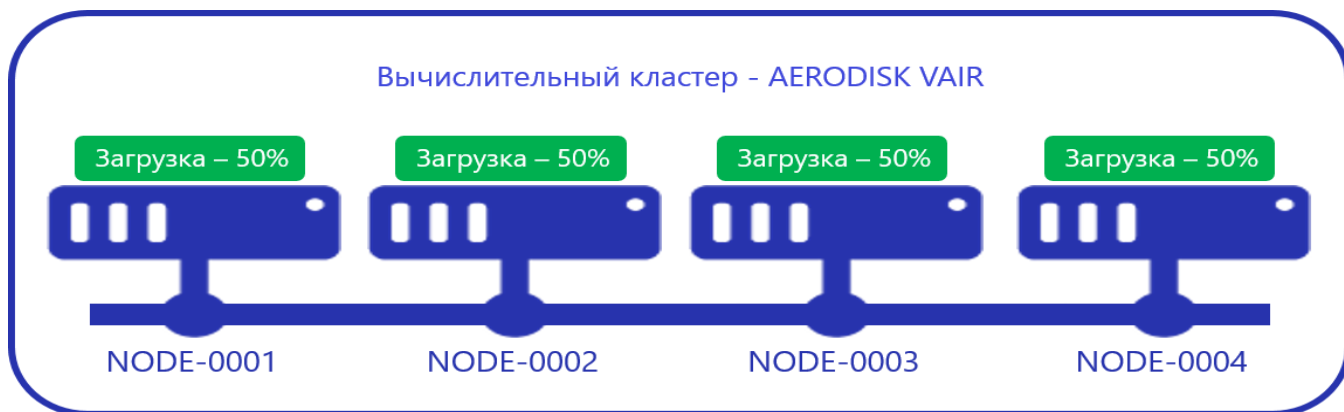 Вычислительный кластер - AERODISK VAIR
Загрузка – 50%
Загрузка – 50%
Загрузка – 50%
Загрузка – 50%
NODE-0001
NODE-0002
NODE-0003
NODE-0004